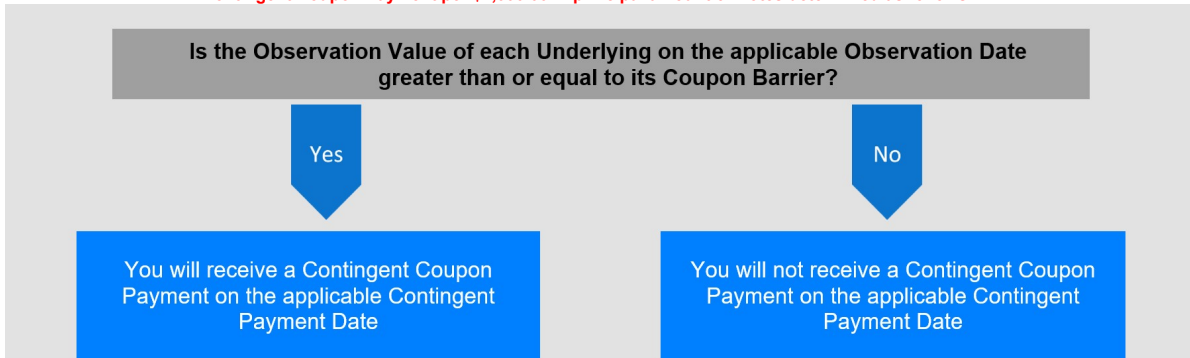 Is the Observation Value of each Underlying on the applicable Observation Date
greater than or equal to its Coupon Barrier?
Yes
No
You will receive a Contingent Coupon
Payment on the applicable Contingent
Payment Date
You will not receive a Contingent Coupon
Payment on the applicable Contingent
Payment Date